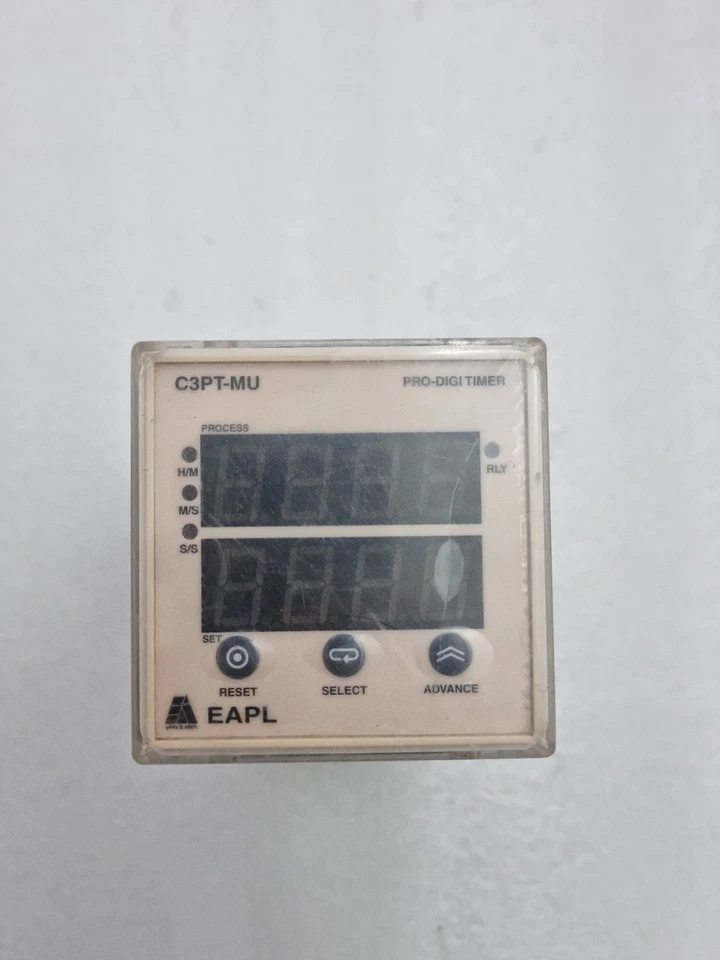 C3PT-MU PRO-DIGI TIMER
PROCESS
H/M RLY
M/S
S/S
SET
RESET SELECT ADVANCE
EAPL